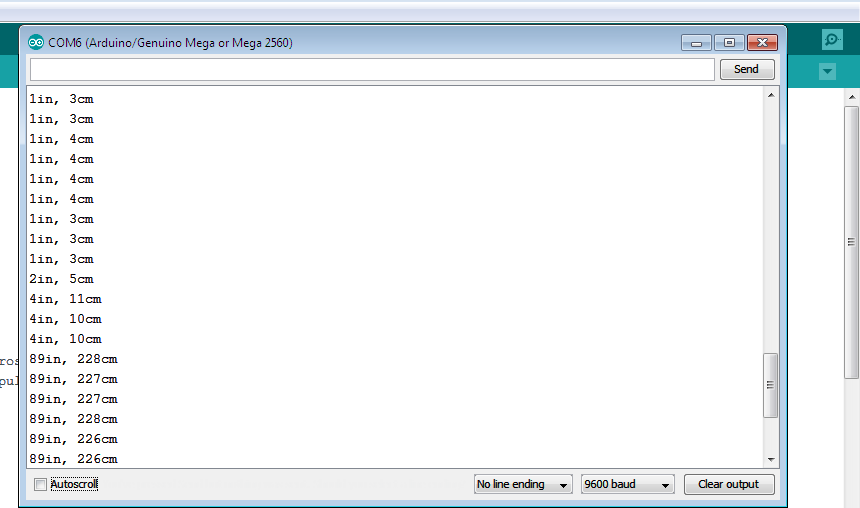 COM6 (Arduino/Genuino Mega or Mega 2560)
Send
1in, 3cm
1in, 3cm
1in, 4cm
1in, 4cm
1in, 4cm
1in, 4cm
1in, 3cm
1in, 3cm
1in, 3cm
2in, 5cm
4in, 11cm
4in, 10cm
4in, 10cm
89in, 228cm
89in, 227cm
89in, 227cm
89in, 228cm
89in, 226cm
89in, 226cm
ros
pul
Autoscroll
No line ending
9600 baud
Clear output